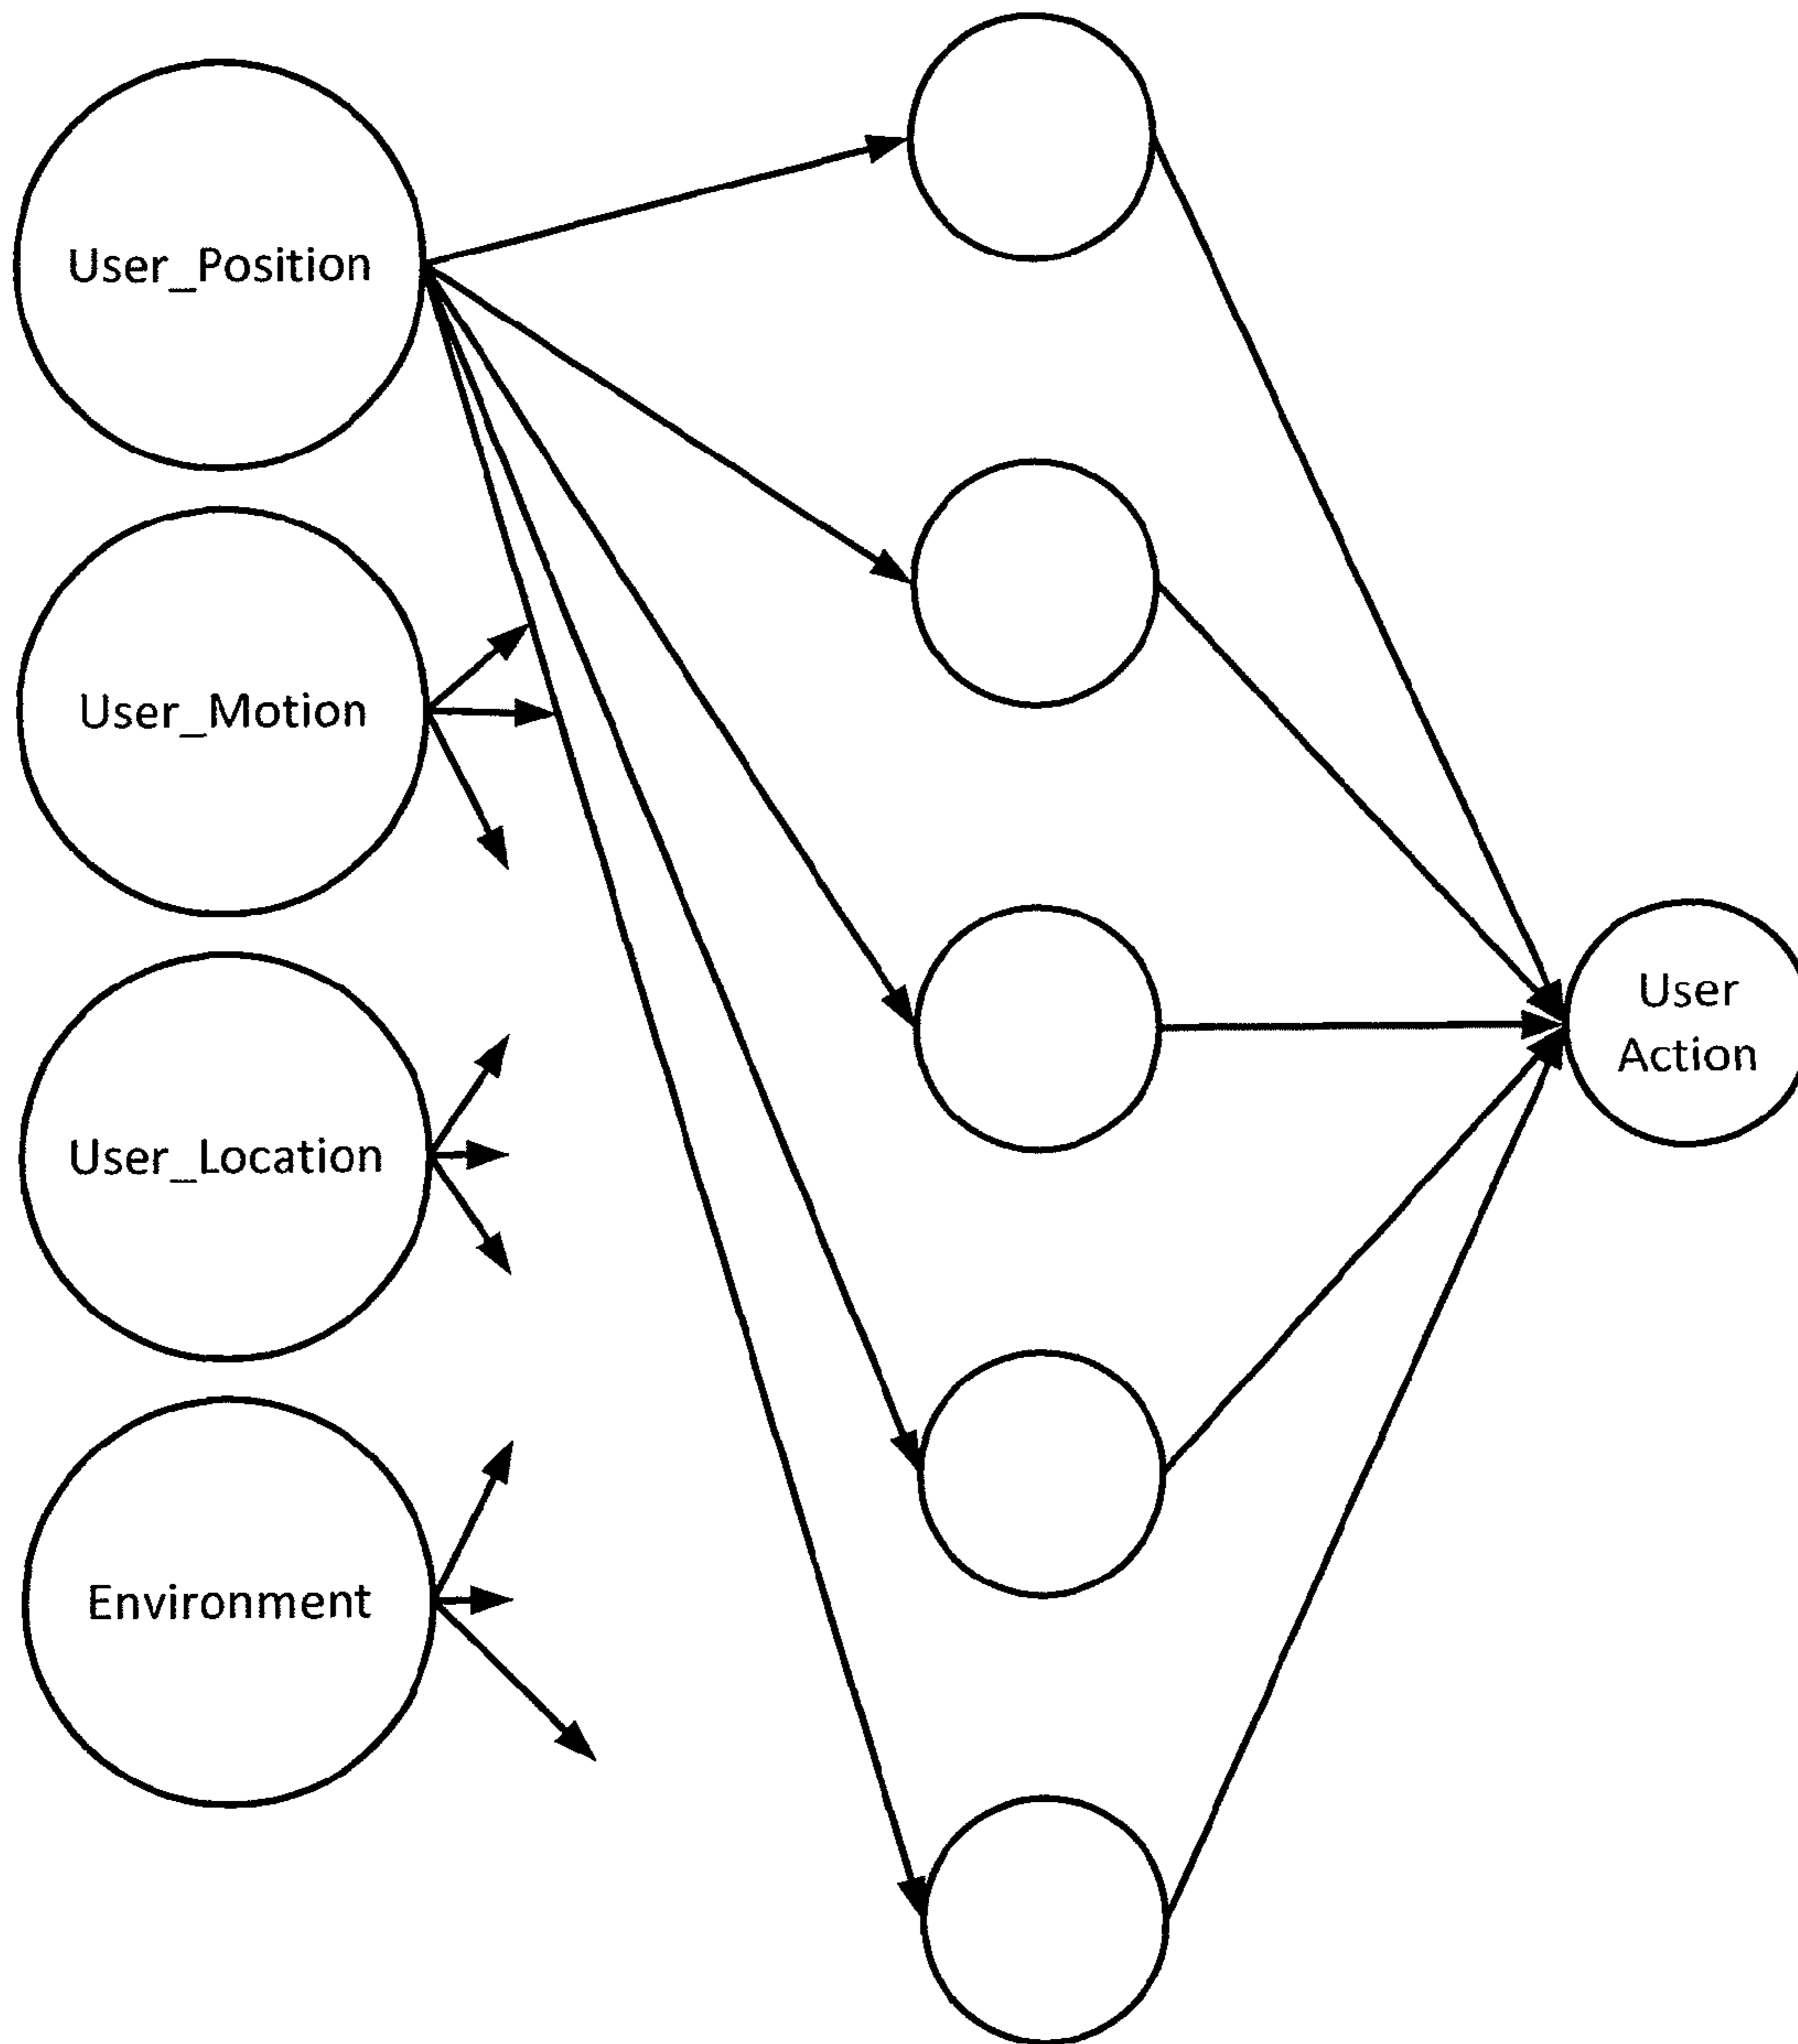 User_Position
User_Motion
User_Location
Environment
User
Action